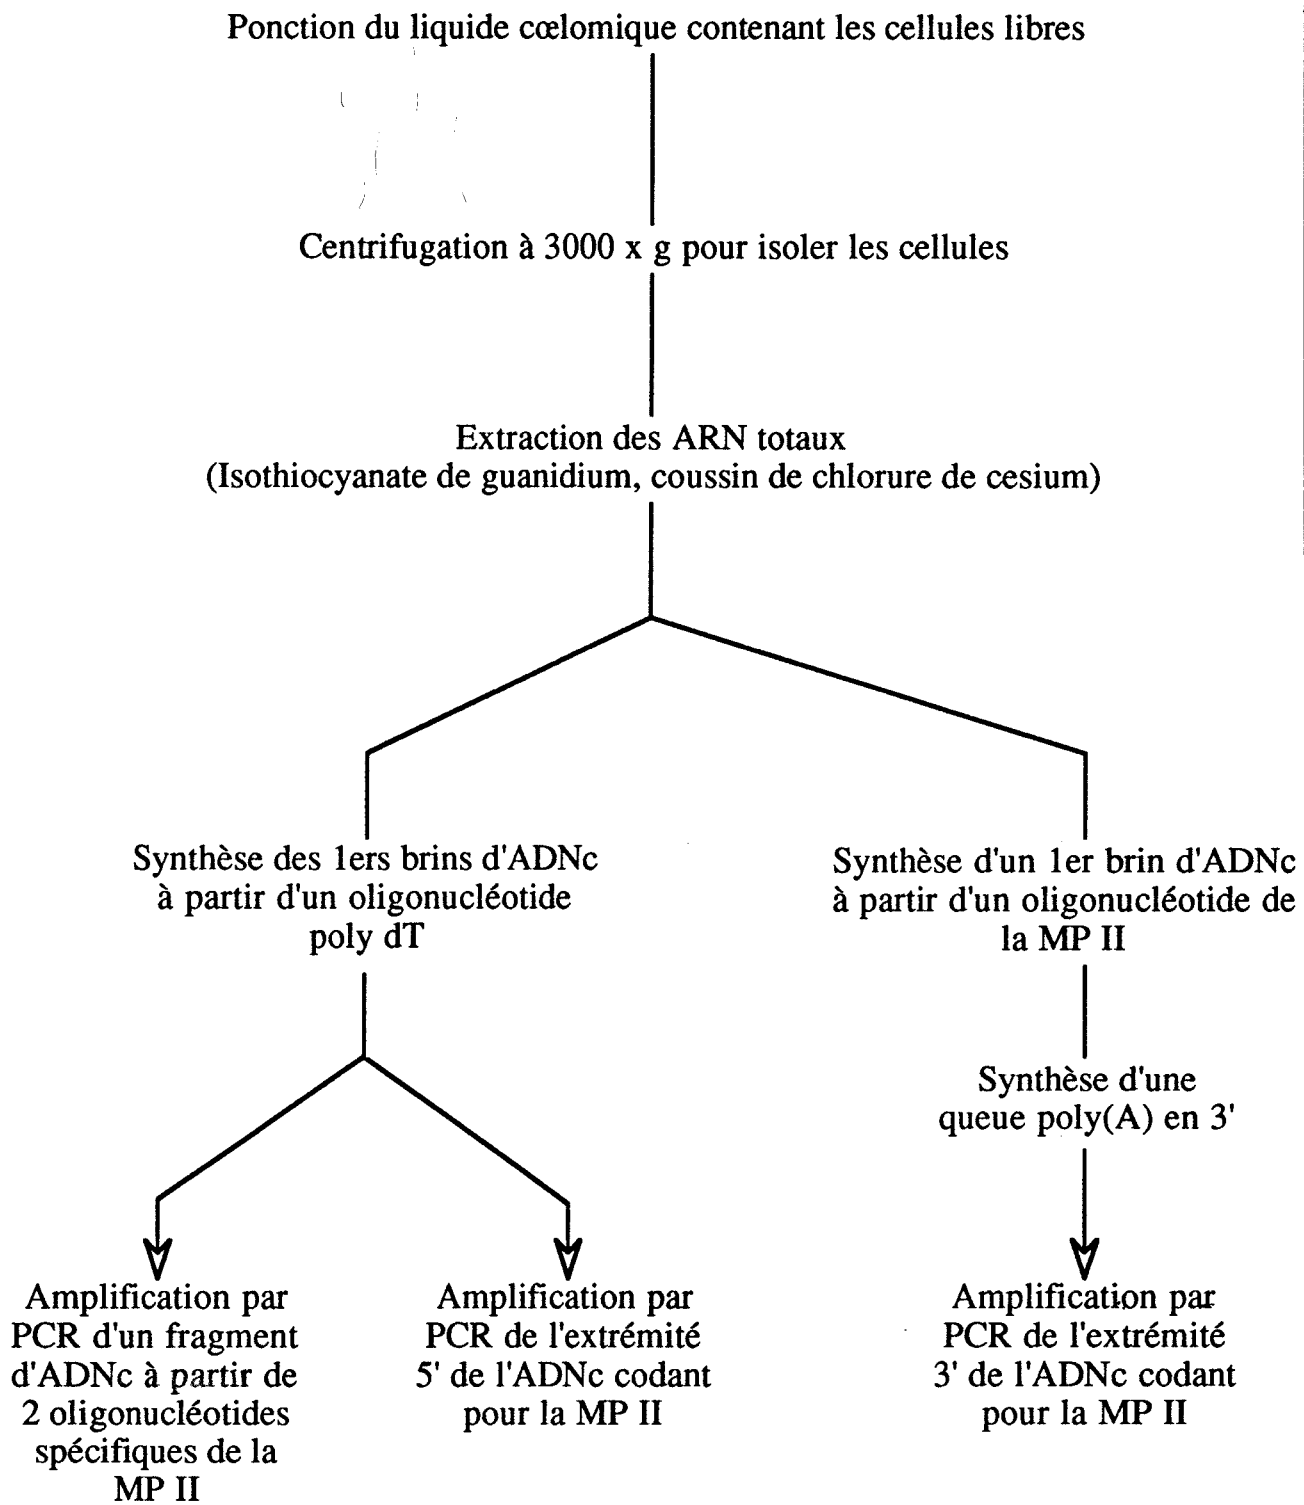 Ponction du liquide cœlomique contenant les cellules libres
Centrifugation à 3000 x g pour isoler les cellules
Extraction des ARN totaux
(Isothiocyanate de guanidium, coussin de chlorure de cesium)
Synthèse des 1ers brins d'ADNc
à partir d'un oligonucléotide
poly dT
Synthèse d'un 1er brin d'ADNc
à partir d'un oligonucléotide de
la MP II
Synthèse d'une
queue poly(A) en 3'
Amplification par
PCR d'un fragment
d'ADNc à partir de
2 oligonucléotides
spécifiques de la
MP II
Amplification par
PCR de l'extrémité
5' de l'ADNc codant
pour la MP II
Amplification par
PCR de l'extrémité
3' de l'ADNc codant
pour la MP II